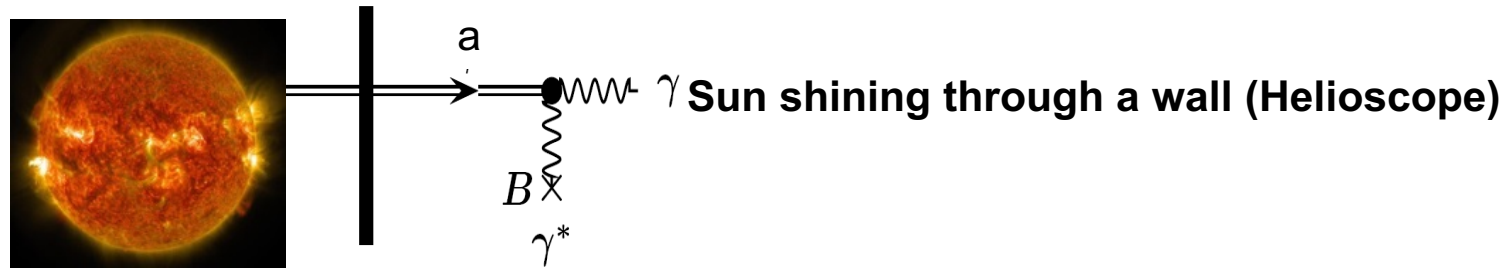 a
γ Sun shining through a wall (Helioscope)
B
γ*